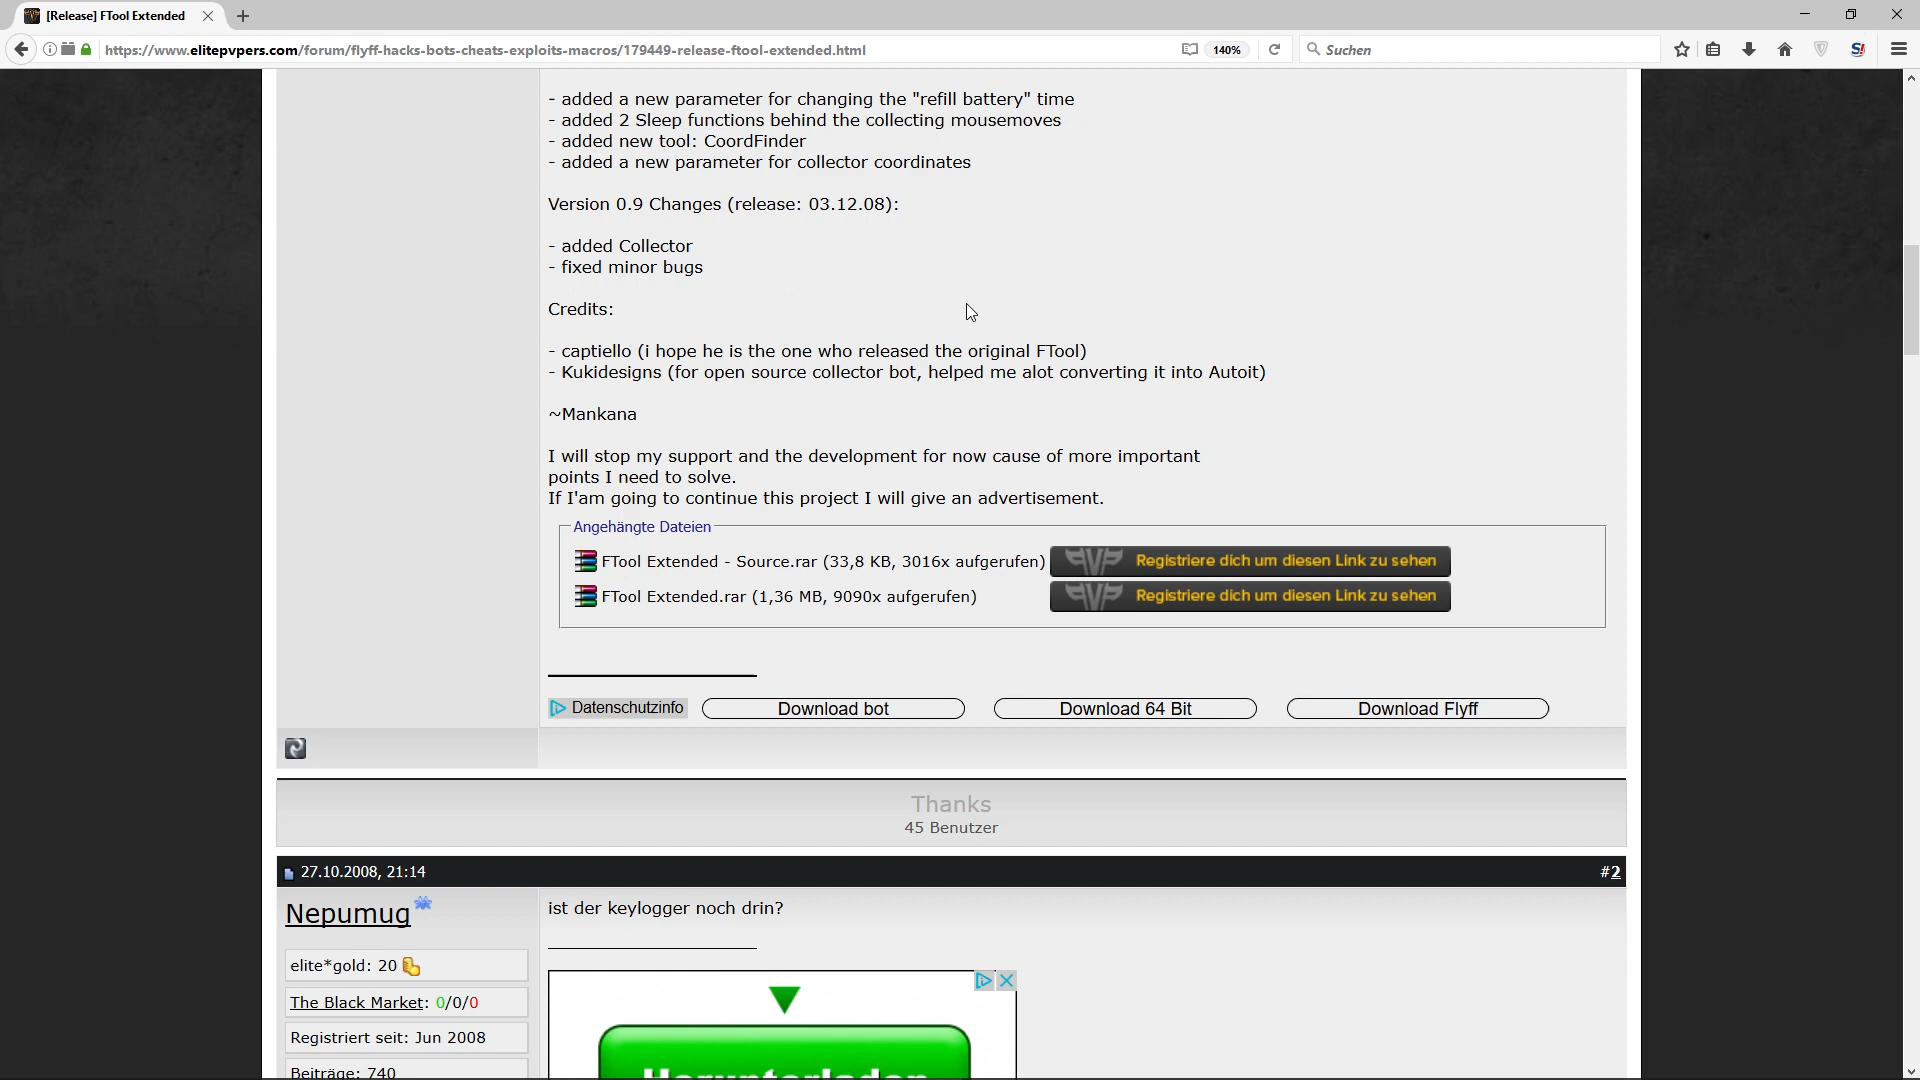 [Release] FTool Extended
https://www.elitepvpers.com/forum/flyff-hacks-bots-cheats-exploits-macros/179449-release-ftool-extended.html
140%
Suchen
- added a new parameter for changing the "refill battery" time
- added 2 Sleep functions behind the collecting mousemoves
- added new tool: CoordFinder
- added a new parameter for collector coordinates
Version 0.9 Changes (release: 03.12.08):
- added Collector
- fixed minor bugs
Credits:
- captiello (i hope he is the one who released the original FTool)
- Kukidesigns (for open source collector bot, helped me alot converting it into Autoit)
~Mankana
I will stop my support and the development for now cause of more important
points I need to solve.
If I'am going to continue this project I will give an advertisement.
Angehängte Dateien
FTool Extended - Source.rar (33,8 KB, 3016x aufgerufen) Registriere dich um diesen Link zu sehen
FTool Extended.rar (1,36 MB, 9090x aufgerufen) Registriere dich um diesen Link zu sehen
Datenschutzinfo Download bot Download 64 Bit Download Flyff
Thanks
45 Benutzer
27.10.2008, 21:14 #2
Nepumug
ist der keylogger noch drin?
elite*gold: 20
The Black Market: 0/0/0
Registriert seit: Jun 2008
Beiträge: 740
Herunterladen